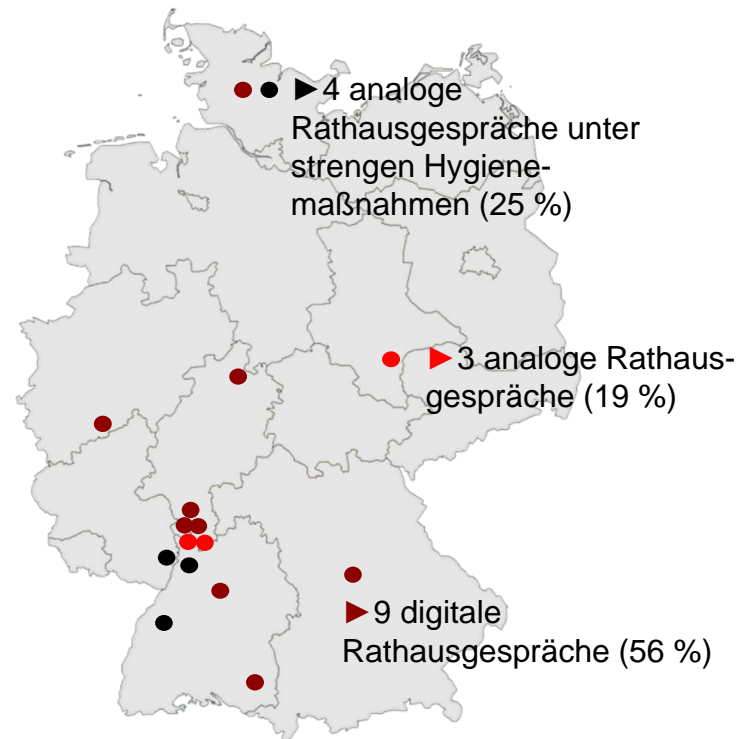 ►4 analoge
Rathausgespräche unter
strengen Hygiene-
maßnahmen (25 %)
►3 analoge Rathaus-
gespräche (19 %)
►9 digitale
Rathausgespräche (56 %)